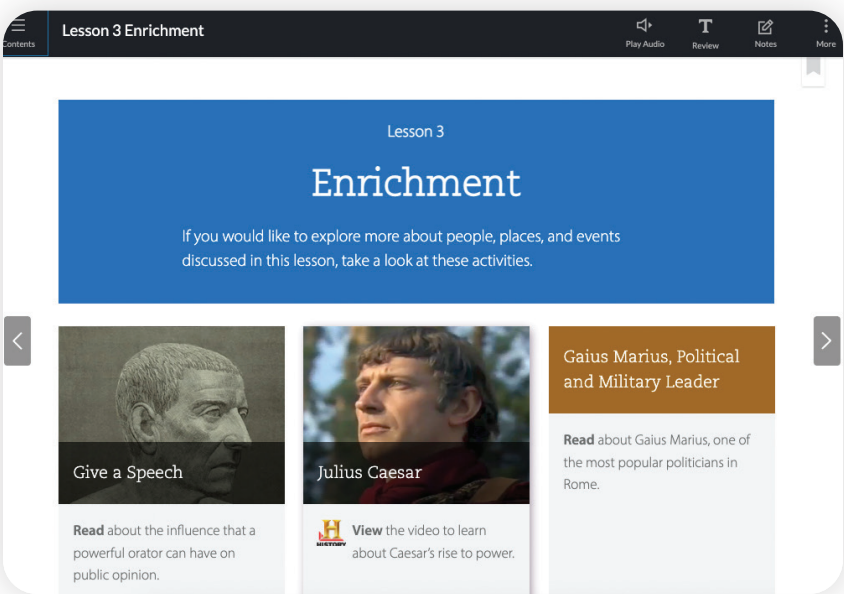 Contents
Lesson 3 Enrichment
Play Audio
Review
Notes
More
Lesson 3
Enrichment
If you would like to explore more about people, places, and events
discussed in this lesson, take a look at these activities.
Give a Speech
Read about the influence that a
powerful orator can have on
public opinion.
Julius Caesar
H
HISTORY
View the video to learn
about Caesar's rise to power.
Gaius Marius, Political
and Military Leader
Read about Gaius Marius, one of
the most popular politicians in
Rome.